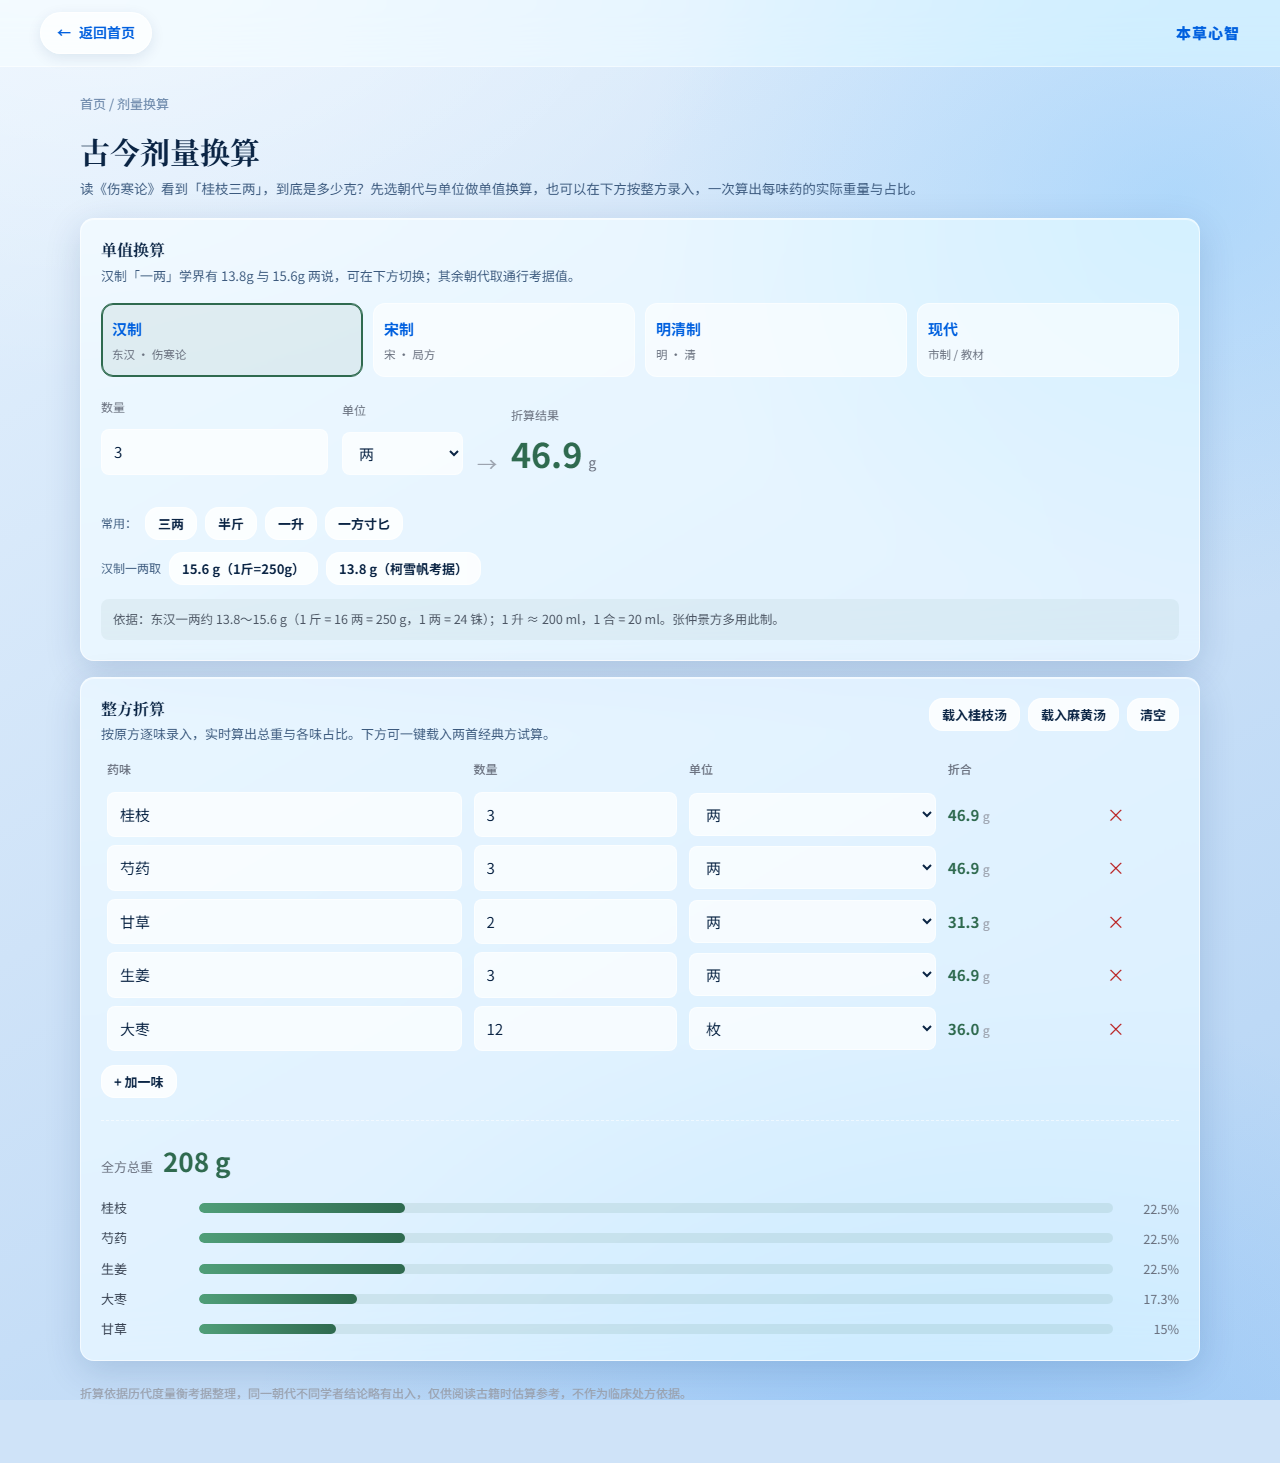 ← 返回首页
本草心智
首页 / 剂量换算
古今剂量换算
读《伤寒论》看到「桂枝三两」，到底是多少克？先选朝代与单位做单值换算，也可以在下方按整方录入，一次算出每味药的实际重量与占比。
单值换算
汉制「一两」学界有 13.8g 与 15.6g 两说，可在下方切换；其余朝代取通行考据值。
汉制
东汉 · 伤寒论
宋制
宋 · 局方
明清制
明 · 清
现代
市制 / 教材
数量
单位
折算结果
3
两
→
46.9 g
常用：
三两
半斤
一升
一方寸匕
汉制一两取
15.6 g（1斤=250g）
13.8 g（柯雪帆考据）
依据：东汉一两约 13.8～15.6 g（1 斤 = 16 两 = 250 g，1 两 = 24 铢）；1 升 ≈ 200 ml，1 合 = 20 ml。张仲景方多用此制。
整方折算
按原方逐味录入，实时算出总重与各味占比。下方可一键载入两首经典方试算。
载入桂枝汤
载入麻黄汤
清空
药味 数量 单位 折合
桂枝 3 两 46.9 g ×
芍药 3 两 46.9 g ×
甘草 2 两 31.3 g ×
生姜 3 两 46.9 g ×
大枣 12 枚 36.0 g ×
+ 加一味
全方总重 208 g
桂枝 22.5%
芍药 22.5%
生姜 22.5%
大枣 17.3%
甘草 15%
折算依据历代度量衡考据整理，同一朝代不同学者结论略有出入，仅供阅读古籍时估算参考，不作为临床处方依据。